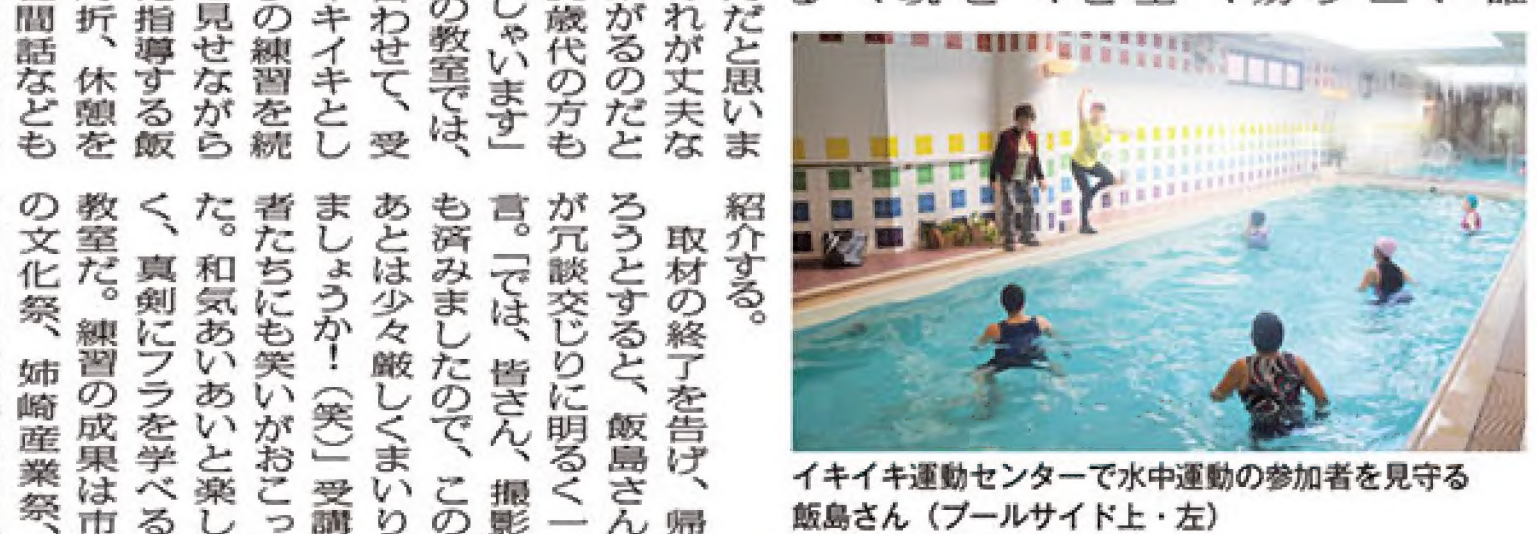 だと思いま
れが丈夫な
がるのだと
歳代の方も
しゃいます」
の教室では、
わせて、受
キイキとし
の練習を続
見せながら
指導する飯
折、休憩を
間話なども
紹介する。
取材の終了を告げ、帰
ろうとすると、飯島さん
が冗談交じりに明るく一
言。「では、皆さん、撮影
も済みましたので、この
あとは少々厳しくまいり
ましょうか！（笑）」受講
者たちにも笑いがおこっ
た。和気あいあいと楽し
く、真剣にフラを学べる
教室だ。練習の成果は市
の文化祭、姉崎産業祭、
イキイキ運動センターで水中運動の参加者を見守る
飯島さん（プールサイド上・左）